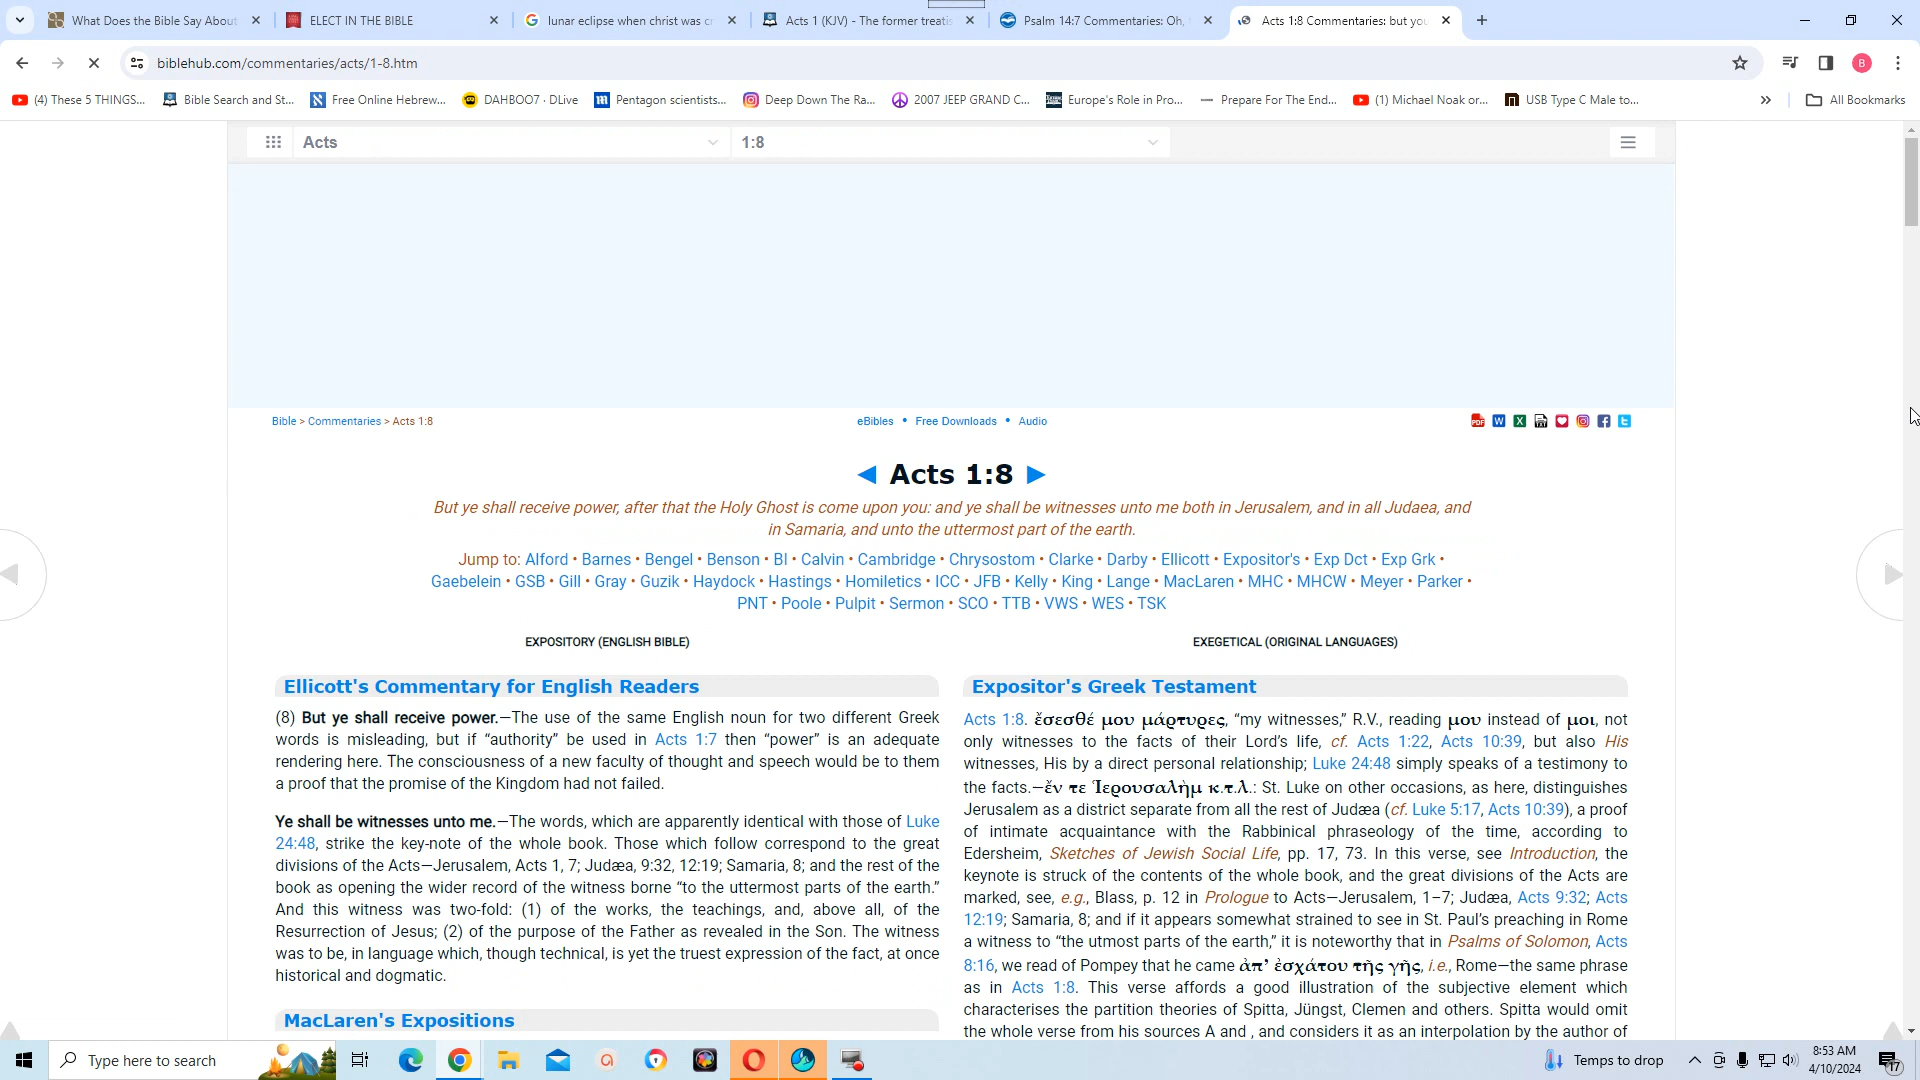 What Does the Bible Say About
ELECT IN THE BIBLE
lunar eclipse when christ was cr
Acts 1 (KJV) - The former treatis
Psalm 14:7 Commentaries: Oh,
Acts 1:8 Commentaries: but you
biblehub.com/commentaries/acts/1-8.htm
B
(4) These 5 THINGS...
Bible Search and St...
Free Online Hebrew...
DAHBOO7 · DLive
Pentagon scientists...
Deep Down The Ra...
2007 JEEP GRAND C...
Europe's Role in Pro...
Prepare For The End...
(1) Michael Noak or...
USB Type C Male to...
All Bookmarks
Acts
1:8
Bible > Commentaries > Acts 1:8
eBibles • Free Downloads • Audio
◄ Acts 1:8 ►
But ye shall receive power, after that the Holy Ghost is come upon you: and ye shall be witnesses unto me both in Jerusalem, and in all Judaea, and
in Samaria, and unto the uttermost part of the earth.
Jump to: Alford • Barnes • Bengel • Benson • BI • Calvin • Cambridge • Chrysostom • Clarke • Darby • Ellicott • Expositor's • Exp Dct • Exp Grk •
Gaebelein • GSB • Gill • Gray • Guzik • Haydock • Hastings • Homiletics • ICC • JFB • Kelly • King • Lange • MacLaren • MHC • MHCW • Meyer • Parker •
PNT • Poole • Pulpit • Sermon • SCO • TTB • VWS • WES • TSK
EXPOSITORY (ENGLISH BIBLE)
Ellicott's Commentary for English Readers
(8) But ye shall receive power.—The use of the same English noun for two different Greek
words is misleading, but if “authority” be used in Acts 1:7 then “power” is an adequate
rendering here. The consciousness of a new faculty of thought and speech would be to them
a proof that the promise of the Kingdom had not failed.
Ye shall be witnesses unto me.—The words, which are apparently identical with those of Luke
24:48, strike the key-note of the whole book. Those which follow correspond to the great
divisions of the Acts—Jerusalem, Acts 1, 7; Judæa, 9:32, 12:19; Samaria, 8; and the rest of the
book as opening the wider record of the witness borne “to the uttermost parts of the earth.”
And this witness was two-fold: (1) of the works, the teachings, and, above all, of the
Resurrection of Jesus; (2) of the purpose of the Father as revealed in the Son. The witness
was to be, in language which, though technical, is yet the truest expression of the fact, at once
historical and dogmatic.
MacLaren's Expositions
EXEGETICAL (ORIGINAL LANGUAGES)
Expositor's Greek Testament
Acts 1:8. ἔσεσθέ μου μάρτυρες, “my witnesses,” R.V., reading μου instead of μοι, not
only witnesses to the facts of their Lord’s life, cf. Acts 1:22, Acts 10:39, but also His
witnesses, His by a direct personal relationship; Luke 24:48 simply speaks of a testimony to
the facts.—ἔν τε Ἱερουσαλὴμ κ.τ.λ.: St. Luke on other occasions, as here, distinguishes
Jerusalem as a district separate from all the rest of Judæa (cf. Luke 5:17, Acts 10:39), a proof
of intimate acquaintance with the Rabbinical phraseology of the time, according to
Edersheim, Sketches of Jewish Social Life, pp. 17, 73. In this verse, see Introduction, the
keynote is struck of the contents of the whole book, and the great divisions of the Acts are
marked, see, e.g., Blass, p. 12 in Prologue to Acts—Jerusalem, 1–7; Judæa, Acts 9:32; Acts
12:19; Samaria, 8; and if it appears somewhat strained to see in St. Paul’s preaching in Rome
a witness to “the utmost parts of the earth,” it is noteworthy that in Psalms of Solomon, Acts
8:16, we read of Pompey that he came ἀπ’ ἐσχάτου τῆς γῆς, i.e., Rome—the same phrase
as in Acts 1:8. This verse affords a good illustration of the subjective element which
characterises the partition theories of Spitta, Jüngst, Clemen and others. Spitta would omit
the whole verse from his sources A and , and considers it as an interpolation by the author of
Type here to search
Temps to drop
8:53 AM
4/10/2024
17